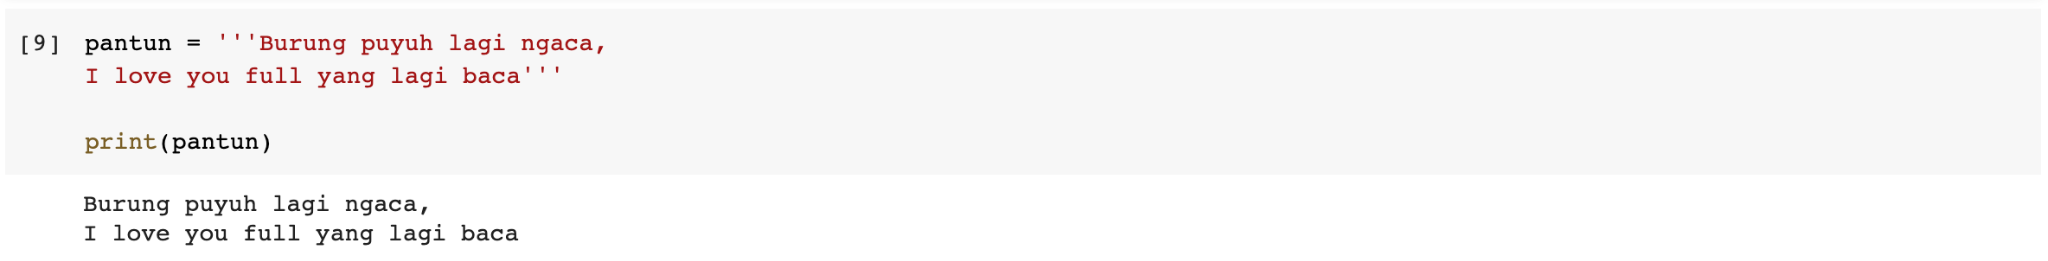 [9] pantun = '''Burung puyuh lagi ngaca,
I love you full yang lagi baca'''
print(pantun)
Burung puyuh lagi ngaca,
I love you full yang lagi baca